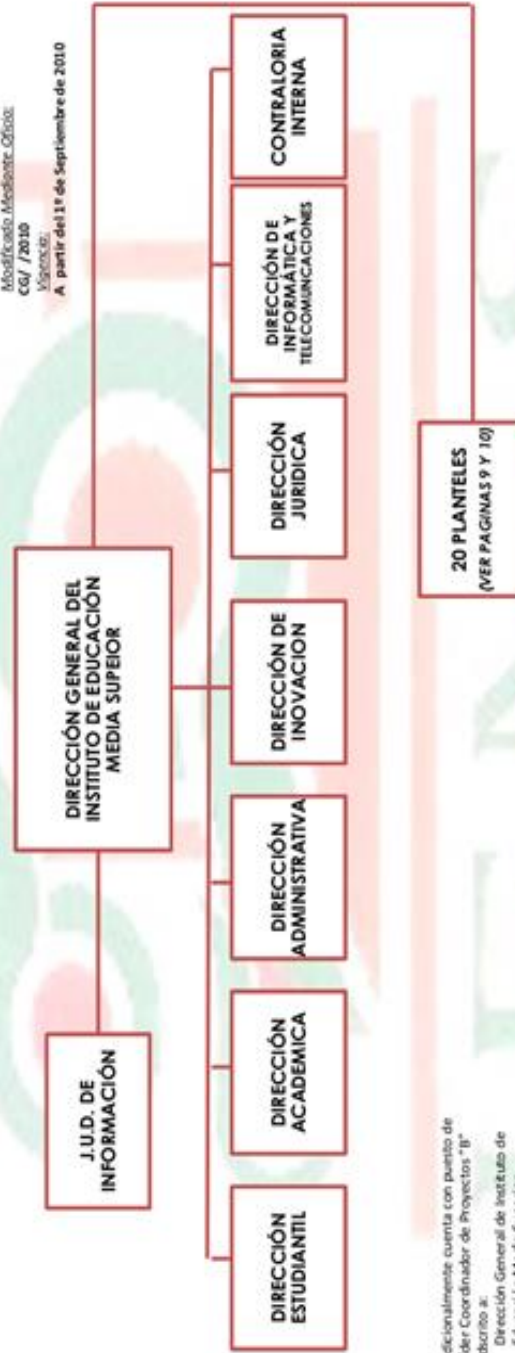 Modificado Mediante Oficio:
CG/ /2010
Vigencia:
A partir del 1º de Septiembre de 2010
DIRECCIÓN GENERAL DEL
INSTITUTO DE EDUCACIÓN
MEDIA SUPEIOR
J.U.D. DE
INFORMACIÓN
DIRECCIÓN
ESTUDIANTIL
DIRECCIÓN
ACADEMICA
DIRECCIÓN
ADMINISTRATIVA
DIRECCIÓN DE
INOVACION
DIRECCIÓN
JURIDICA
DIRECCIÓN DE
INFORMÁTICA Y
TELECOMUNCACIONES
CONTRALORIA
INTERNA
20 PLANTELES
(VER PAGINAS 9 Y 10)
dicionalmente cuenta con puesto de
der Coordinador de Proyectos "B"
dscrito a:
Dirección General de Instituto de